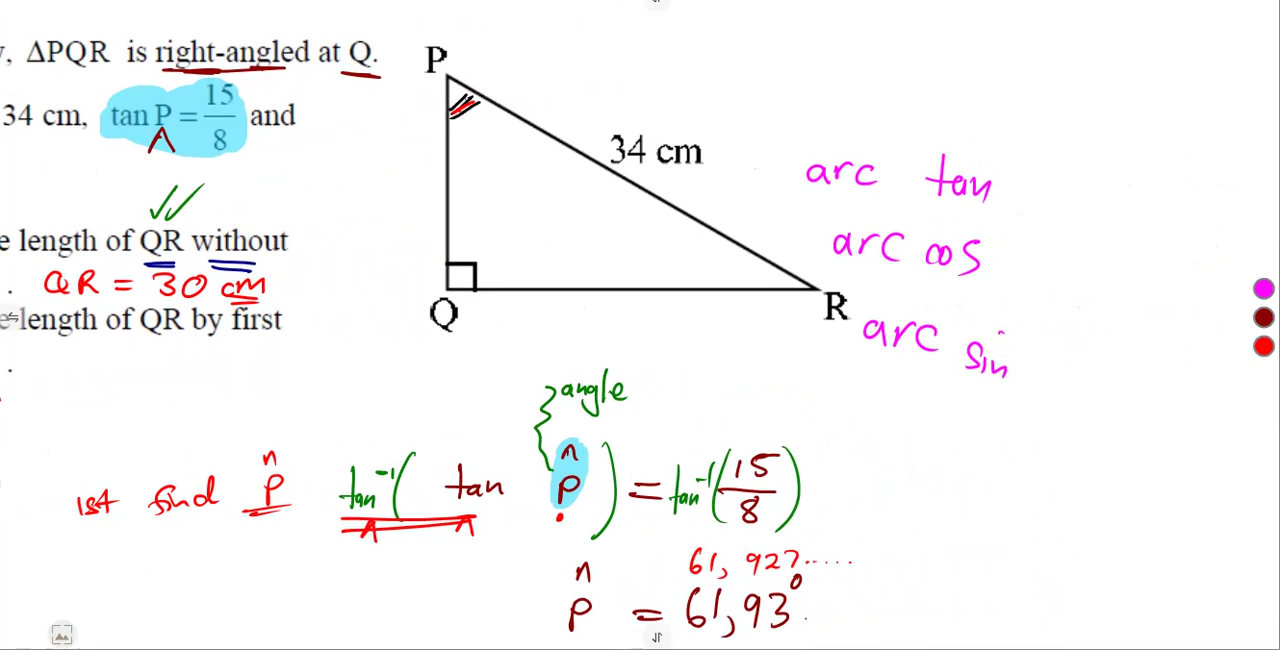 , ΔPQR is right-angled at Q.
34 cm, tan P = 15/8 and
e length of QR without
. QR = 30 cm
e length of QR by first
.
P
34 cm
Q
R
arc tan
arc cos
arc sin
angle
1st find P̂ tan⁻¹( tan P̂ ) = tan⁻¹(15/8)
61,927.....
P̂ = 61,93°